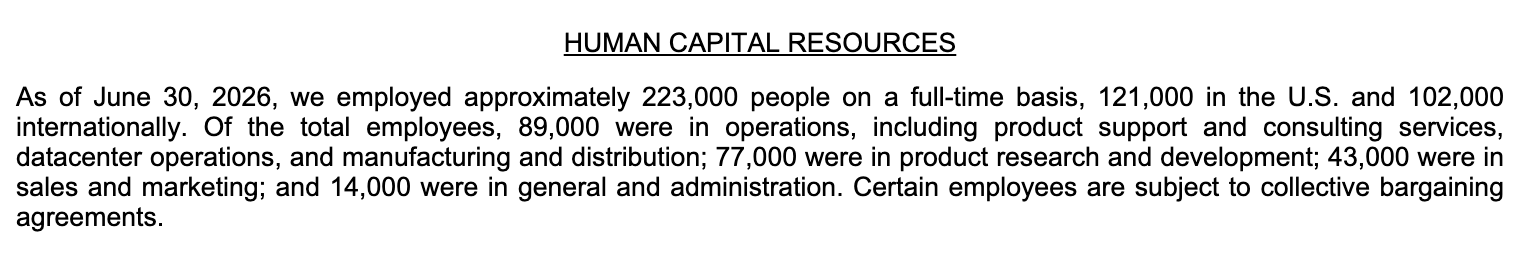 HUMAN CAPITAL RESOURCES
As of June 30, 2026, we employed approximately 223,000 people on a full-time basis, 121,000 in the U.S. and 102,000
internationally. Of the total employees, 89,000 were in operations, including product support and consulting services,
datacenter operations, and manufacturing and distribution; 77,000 were in product research and development; 43,000 were in
sales and marketing; and 14,000 were in general and administration. Certain employees are subject to collective bargaining
agreements.